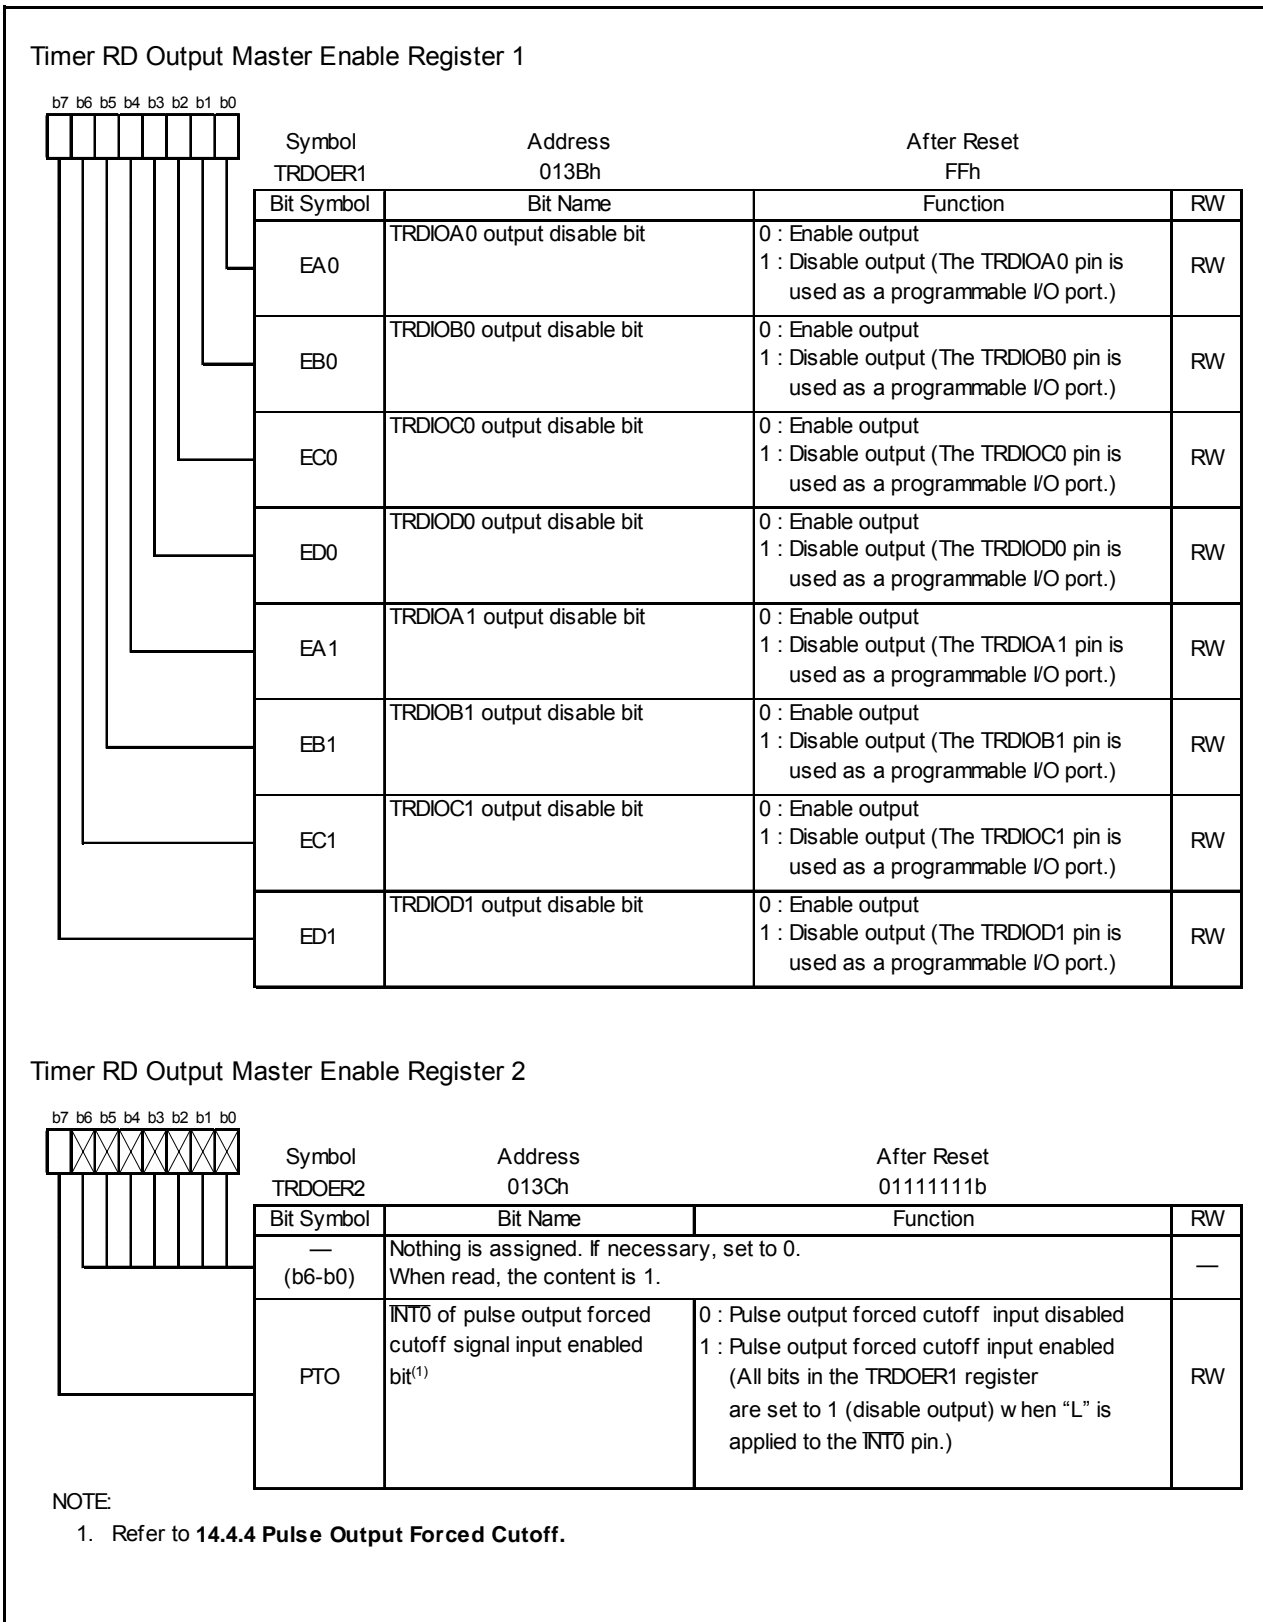 Timer RD Output Master Enable Register 1
b7 b6 b5 b4 b3 b2 b1 b0
Symbol Address After Reset
TRDOER1 013Bh FFh
Bit Symbol Bit Name Function RW
EA0 TRDIOA0 output disable bit 0 : Enable output
1 : Disable output (The TRDIOA0 pin is
used as a programmable I/O port.) RW
EB0 TRDIOB0 output disable bit 0 : Enable output
1 : Disable output (The TRDIOB0 pin is
used as a programmable I/O port.) RW
EC0 TRDIOC0 output disable bit 0 : Enable output
1 : Disable output (The TRDIOC0 pin is
used as a programmable I/O port.) RW
ED0 TRDIOD0 output disable bit 0 : Enable output
1 : Disable output (The TRDIOD0 pin is
used as a programmable I/O port.) RW
EA1 TRDIOA1 output disable bit 0 : Enable output
1 : Disable output (The TRDIOA1 pin is
used as a programmable I/O port.) RW
EB1 TRDIOB1 output disable bit 0 : Enable output
1 : Disable output (The TRDIOB1 pin is
used as a programmable I/O port.) RW
EC1 TRDIOC1 output disable bit 0 : Enable output
1 : Disable output (The TRDIOC1 pin is
used as a programmable I/O port.) RW
ED1 TRDIOD1 output disable bit 0 : Enable output
1 : Disable output (The TRDIOD1 pin is
used as a programmable I/O port.) RW
Timer RD Output Master Enable Register 2
b7 b6 b5 b4 b3 b2 b1 b0
Symbol Address After Reset
TRDOER2 013Ch 01111111b
Bit Symbol Bit Name Function RW
—
(b6-b0)
Nothing is assigned. If necessary, set to 0.
When read, the content is 1.
—
PTO
INT0 of pulse output forced
cutoff signal input enabled
bit(1)
0 : Pulse output forced cutoff input disabled
1 : Pulse output forced cutoff input enabled
(All bits in the TRDOER1 register
are set to 1 (disable output) when “L” is
applied to the INT0 pin.)
RW
NOTE:
1. Refer to 14.4.4 Pulse Output Forced Cutoff.